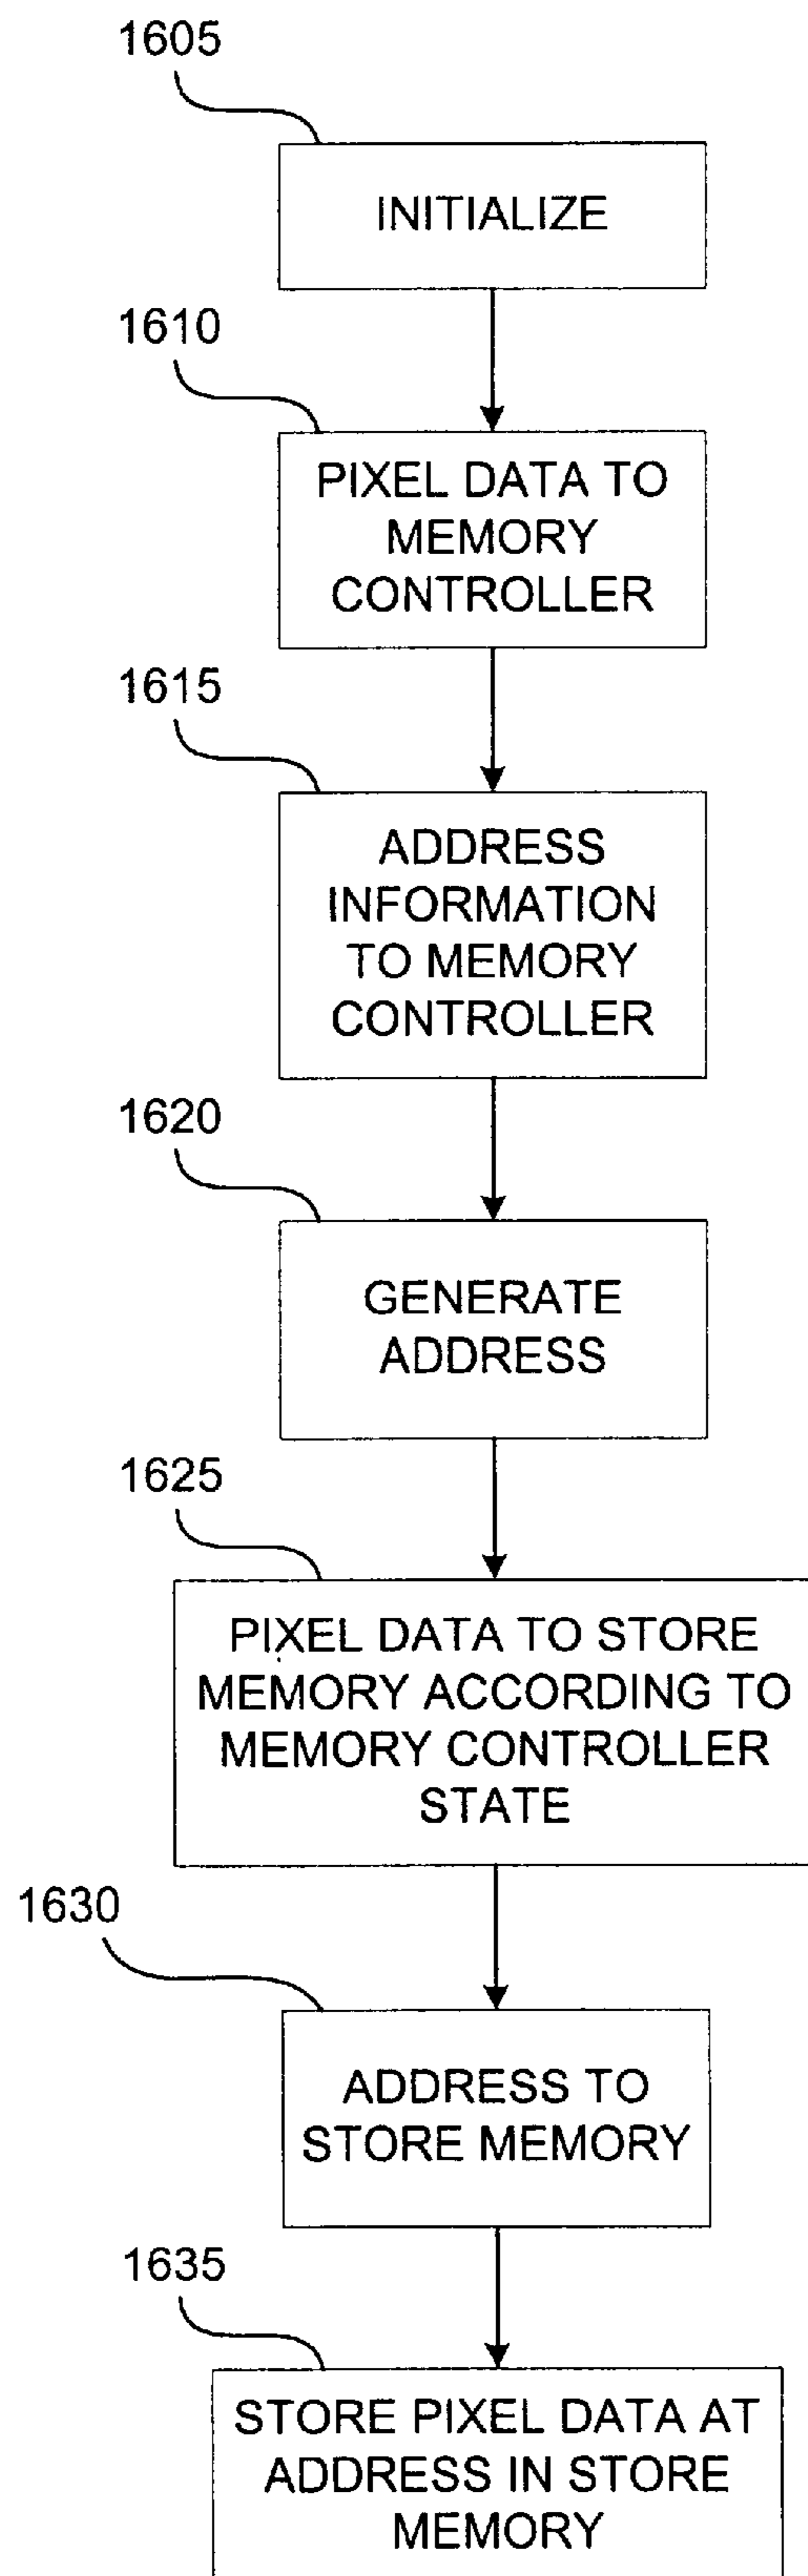 1605
INITIALIZE
1610
PIXEL DATA TO
MEMORY
CONTROLLER
1615
ADDRESS
INFORMATION
TO MEMORY
CONTROLLER
1620
GENERATE
ADDRESS
1625
PIXEL DATA TO STORE
MEMORY ACCORDING TO
MEMORY CONTROLLER
STATE
1630
ADDRESS TO
STORE MEMORY
1635
STORE PIXEL DATA AT
ADDRESS IN STORE
MEMORY